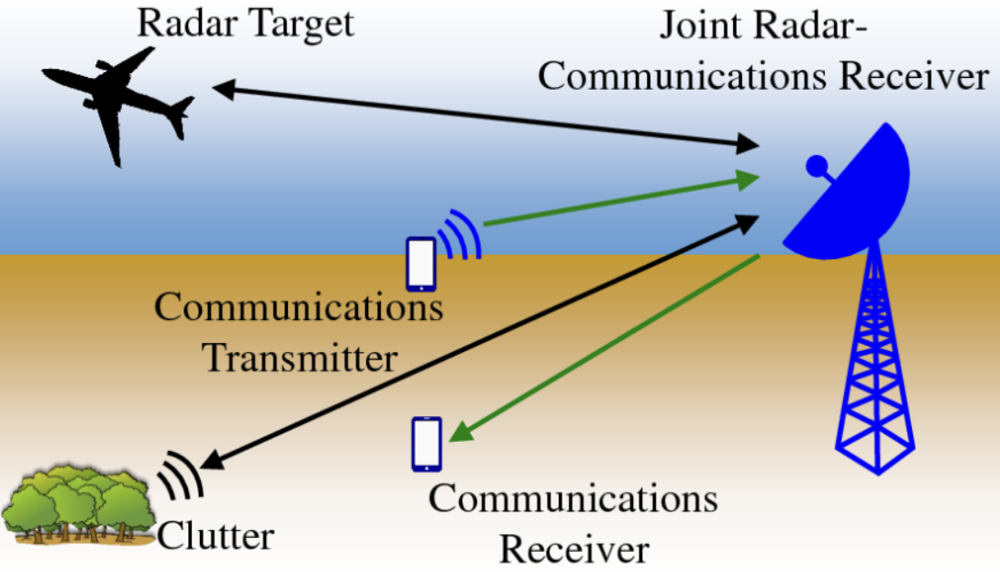 Radar Target
Joint Radar-
Communications Receiver
Communications
Transmitter
Clutter
Communications
Receiver